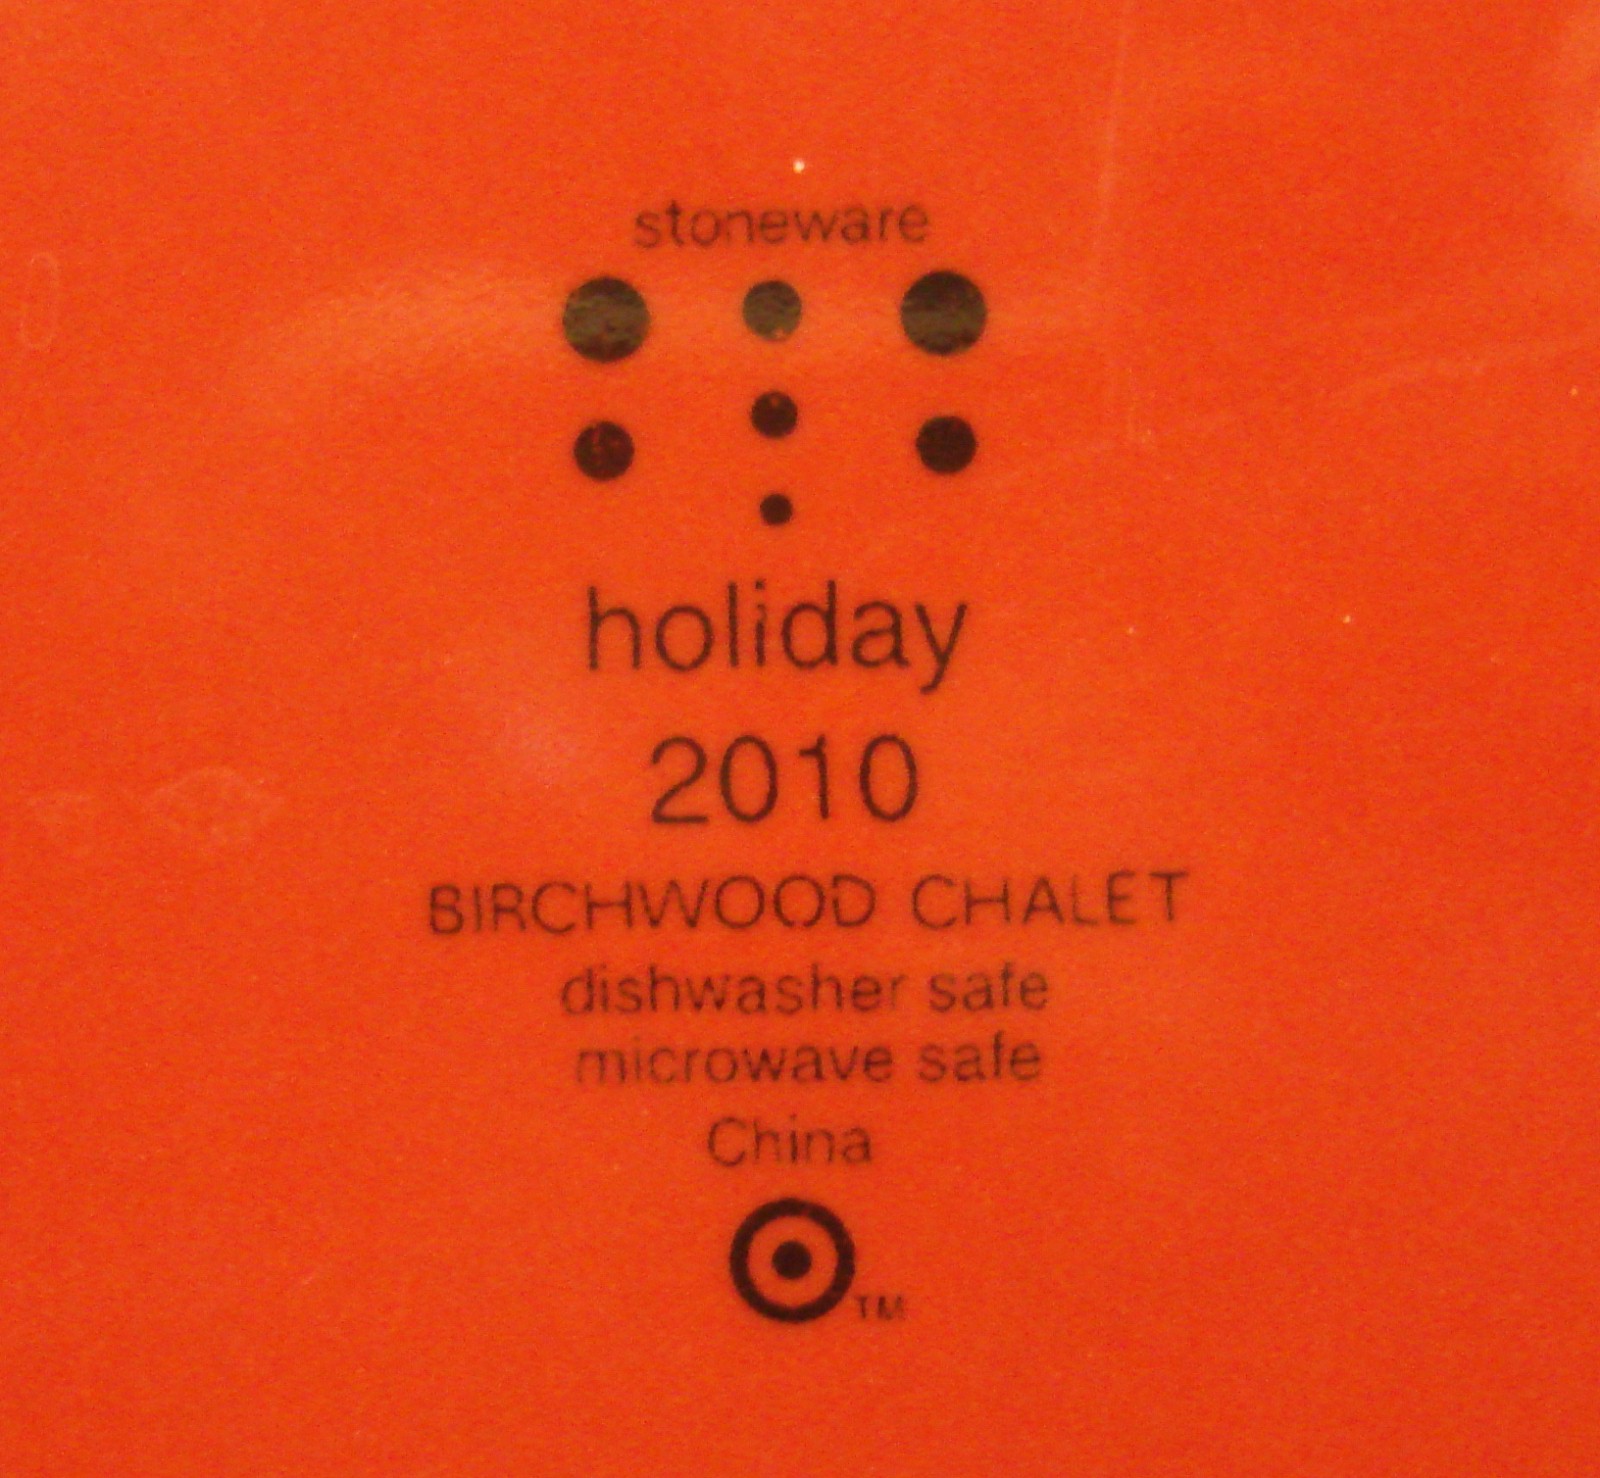 stoneware
holiday
2010
BIRCHWOOD CHALET
dishwasher safe
microwave safe
China
TM